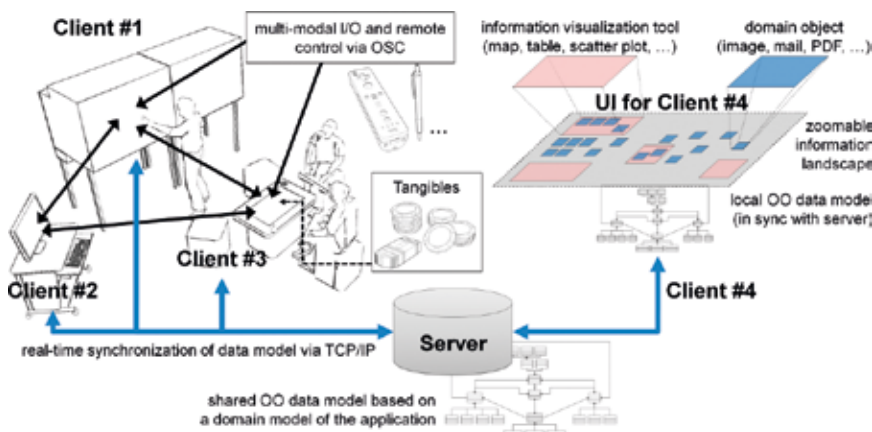 Client #1
multi-modal I/O and remote
control via OSC
...
information visualization tool
(map, table, scatter plot, ...)
domain object
(image, mail, PDF, ...)
UI for Client #4
zoomable
information
landscape
local OO data model
(in sync with server)
Tangibles
Client #3
Client #2
Client #4
Server
real-time synchronization of data model via TCP/IP
shared OO data model based on
a domain model of the application